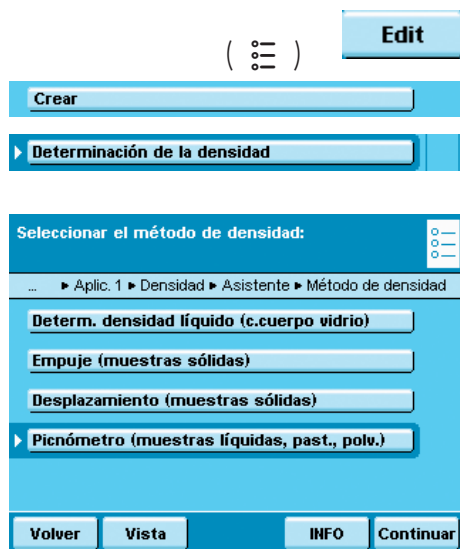 Edit
( )
Crear
Determinación de la densidad
Seleccionar el método de densidad:
... ▶ Aplic. 1 ▶ Densidad ▶ Asistente ▶ Método de densidad
Determ. densidad líquido (c.cuerpo vidrio)
Empuje (muestras sólidas)
Desplazamiento (muestras sólidas)
Picnómetro (muestras líquidas, past., polv.)
Volver Vista INFO Continuar